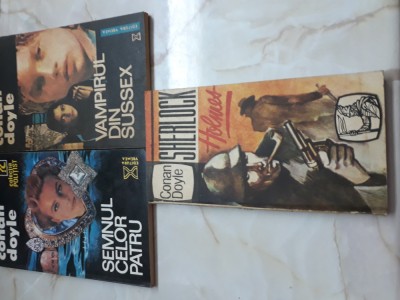 conan
doyle
VAMPIRUL
DIN
SUSSEX
conan
doyle
SEMNUL
CELOR
PATRU
Conan
Doyle
SHERLOCK
Holmes